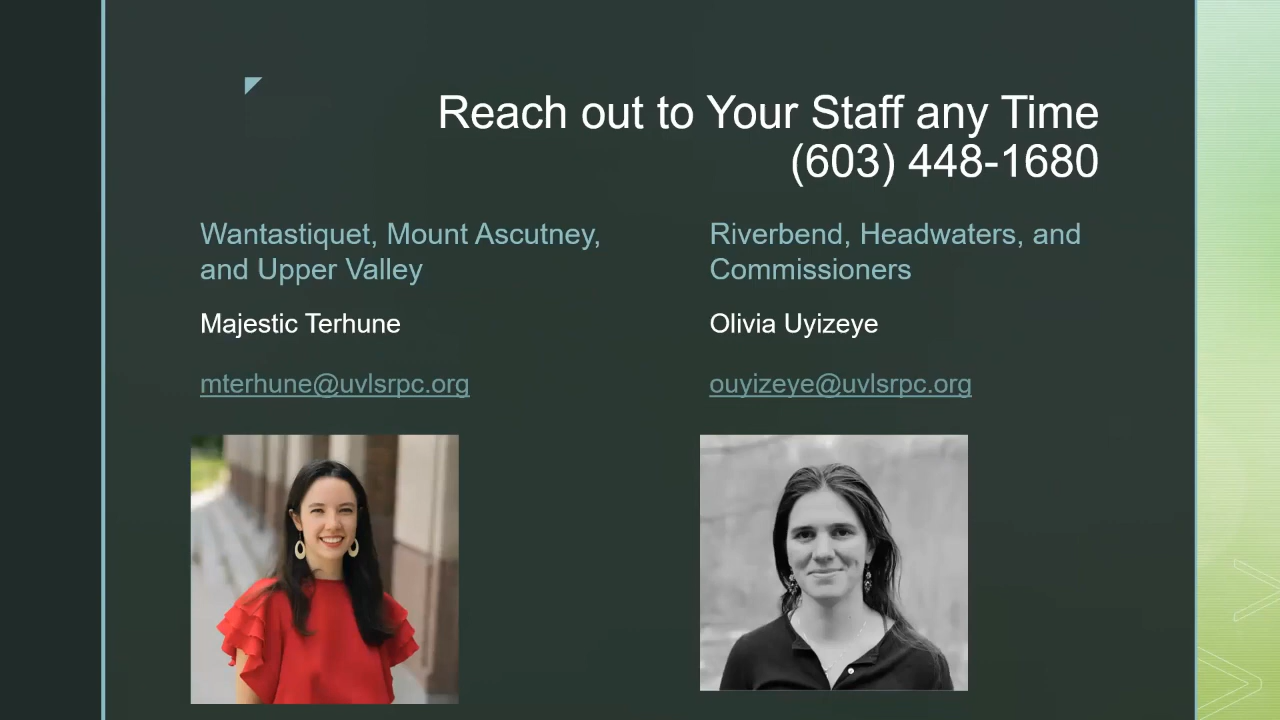 Reach out to Your Staff any Time
(603) 448-1680
Wantastiquet, Mount Ascutney,
and Upper Valley
Majestic Terhune
mterhune@uvlsrpc.org
Riverbend, Headwaters, and
Commissioners
Olivia Uyizeye
ouyizeye@uvlsrpc.org